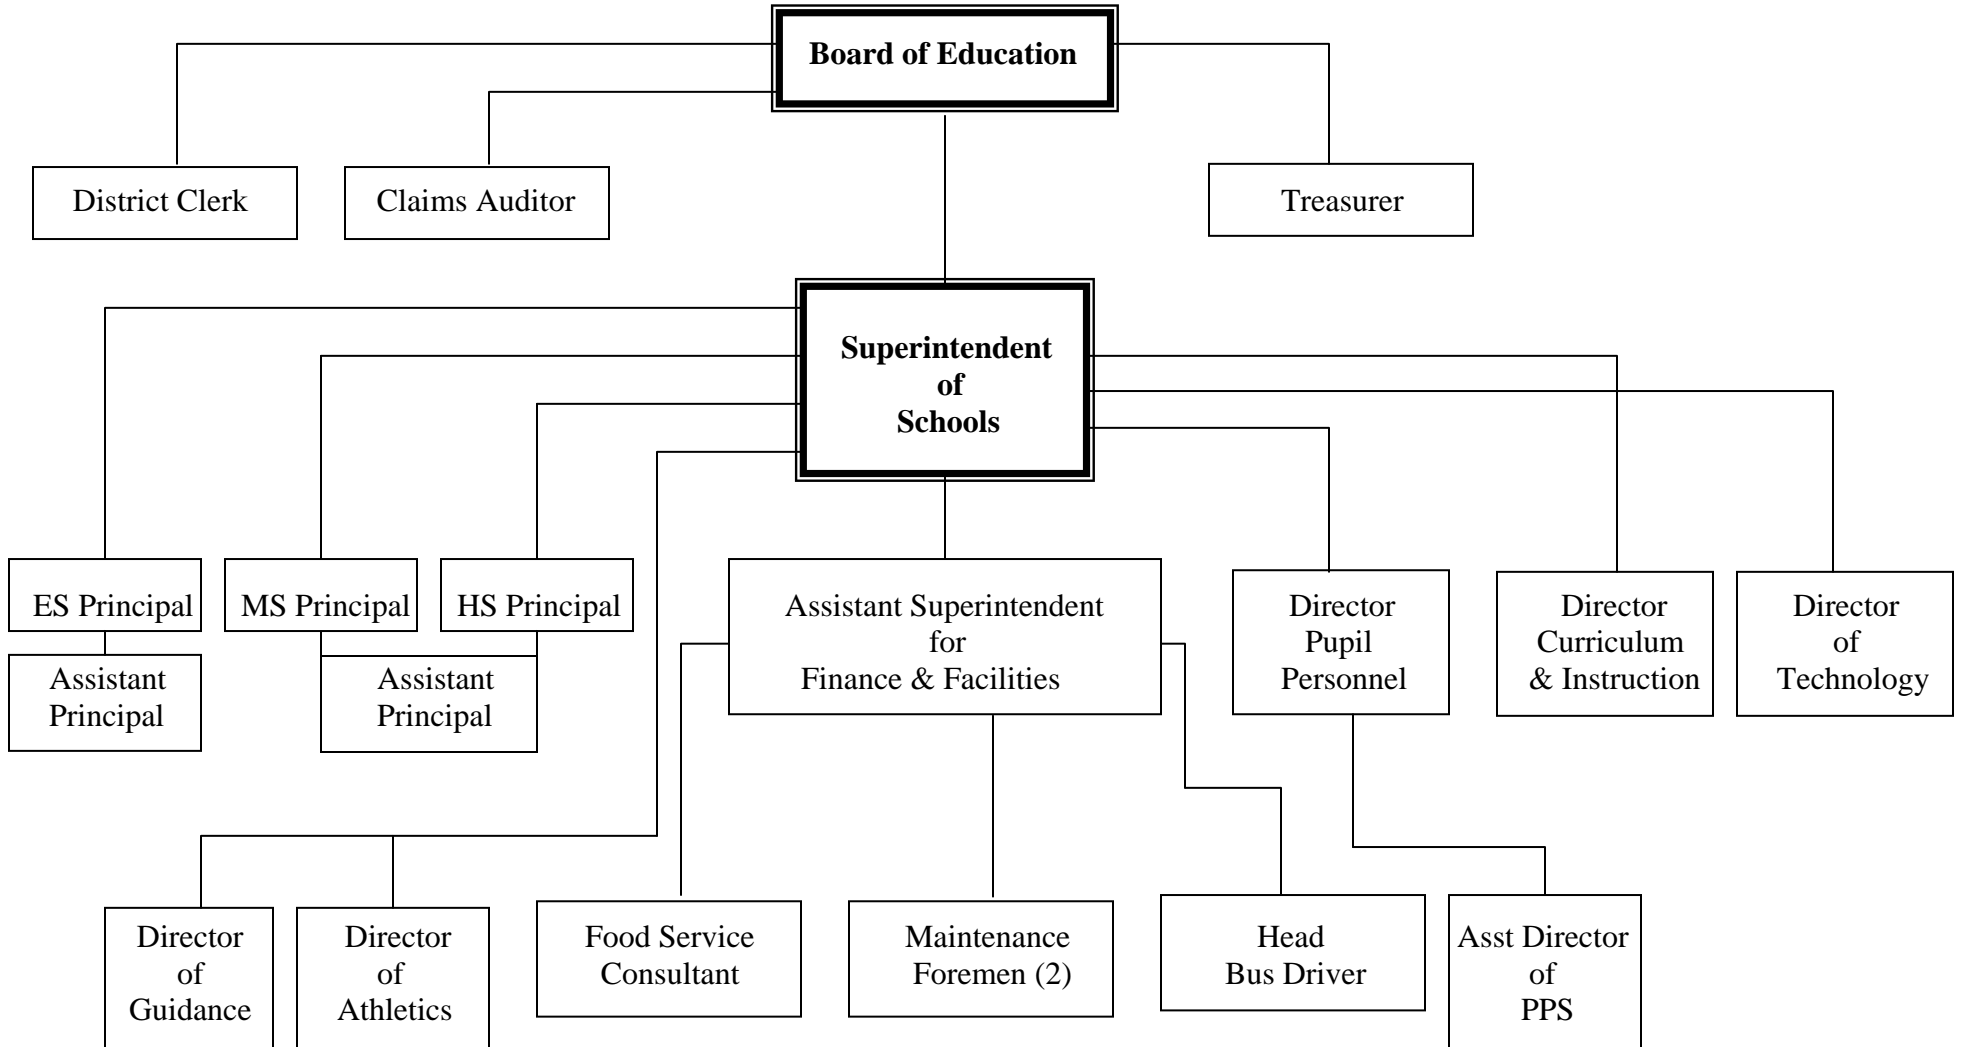 Board of Education
District Clerk
Claims Auditor
Treasurer
Superintendent
of
Schools
ES Principal
MS Principal
HS Principal
Assistant
Principal
Assistant
Principal
Assistant Superintendent
for
Finance & Facilities
Director
Pupil
Personnel
Director
Curriculum
& Instruction
Director
of
Technology
Director
of
Guidance
Director
of
Athletics
Food Service
Consultant
Maintenance
Foremen (2)
Head
Bus Driver
Asst Director
of
PPS